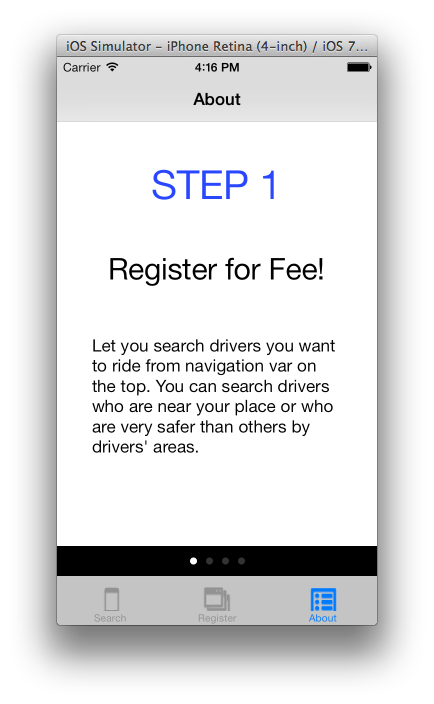 iOS Simulator – iPhone Retina (4-inch) / iOS 7...
Carrier 4:16 PM
About
STEP 1
Register for Fee!
Let you search drivers you want
to ride from navigation var on
the top. You can search drivers
who are near your place or who
are very safer than others by
drivers' areas.
Search Register About